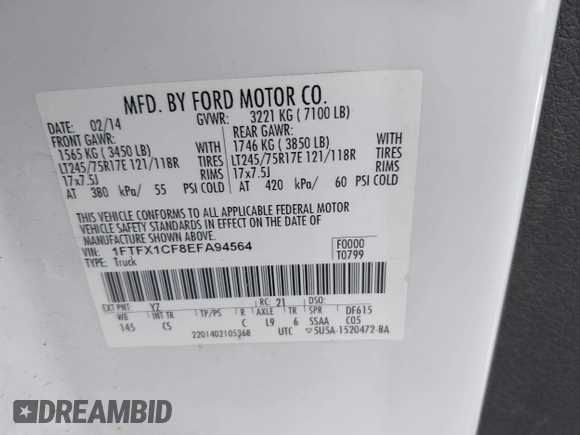 MFD. BY FORD MOTOR CO.
DATE: 02/14 GVWR: 3221 KG ( 7100 LB)
FRONT GAWR: REAR GAWR:
1565 KG ( 3450 LB) 1746 KG ( 3850 LB)
LT245/75R17E 121/118R TIRES LT245/75R17E 121/118R TIRES
17x7.5J RIMS 17x7.5J RIMS
AT 380 kPa/ 55 PSI COLD AT 420 kPa/ 60 PSI COLD
THIS VEHICLE CONFORMS TO ALL APPLICABLE FEDERAL MOTOR
VEHICLE SAFETY STANDARDS IN EFFECT ON THE DATE OF
MANUFACTURE SHOWN ABOVE.
VIN: 1FTFX1CF8EFA94564 F0000
TYPE: Truck T0799
EXT PNT: YZ RC: 21 DSO:
WB INT TR TP/PS R AXLE TR SPR DF615
145 CS C L9 6 SSAA C05
2201402105368 UTC ▽5U5A-1520472-BA
DREAMBID